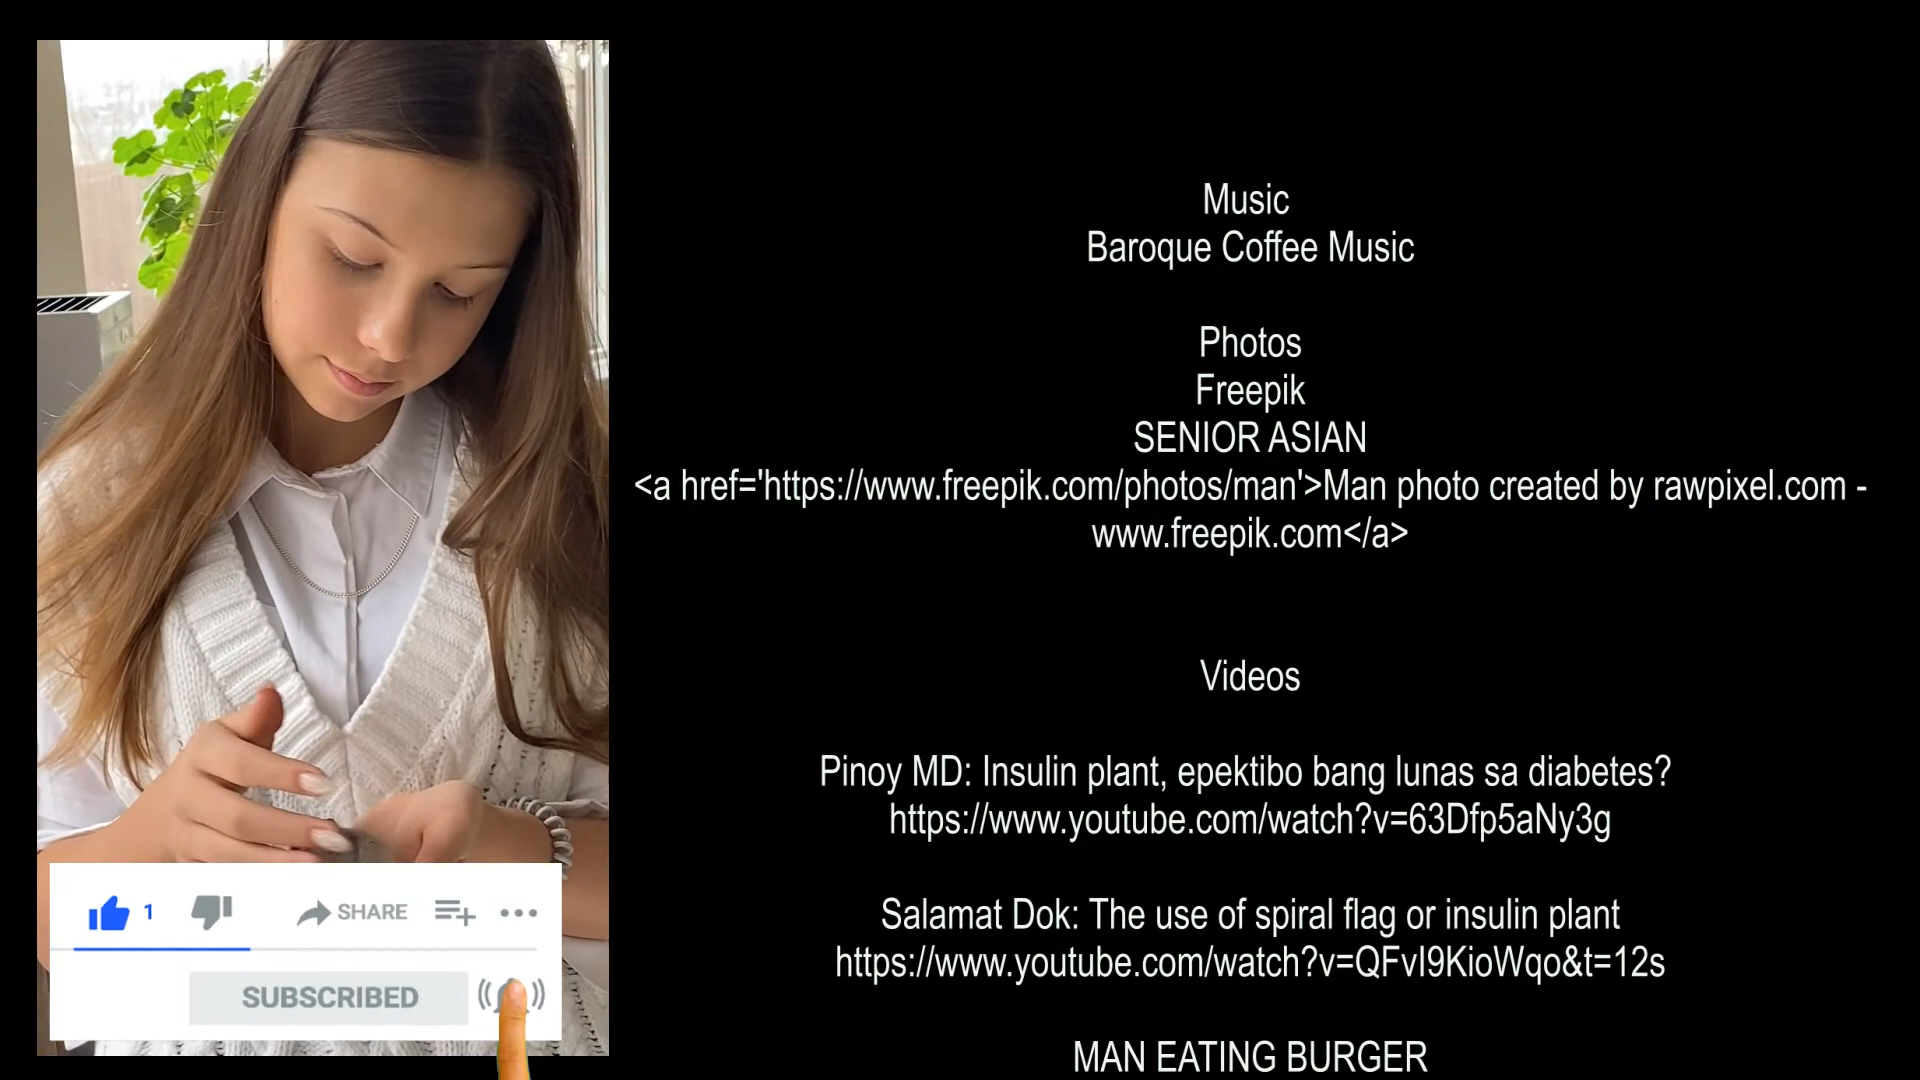 Music
Baroque Coffee Music
Photos
Freepik
SENIOR ASIAN
<a href='https://www.freepik.com/photos/man'>Man photo created by rawpixel.com -
www.freepik.com</a>
Videos
Pinoy MD: Insulin plant, epektibo bang lunas sa diabetes?
https://www.youtube.com/watch?v=63Dfp5aNy3g
Salamat Dok: The use of spiral flag or insulin plant
https://www.youtube.com/watch?v=QFvI9KioWqo&t=12s
MAN EATING BURGER
1
SHARE
SUBSCRIBED